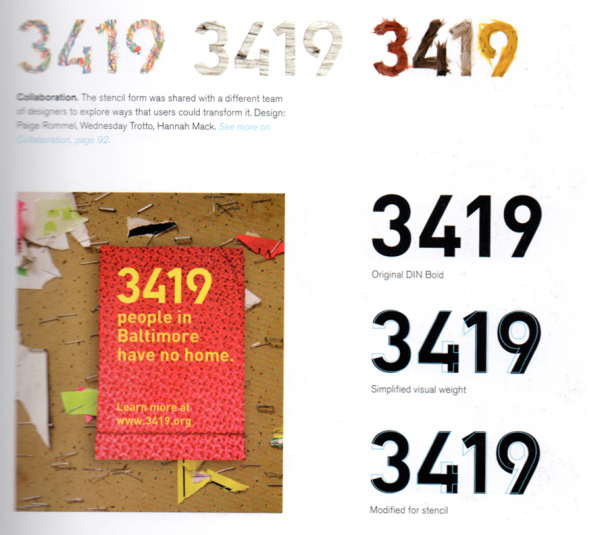 3419 3419 3419
Collaboration. The stencil form was shared with a different team
of designers to explore ways that users could transform it. Design:
Paige Rommel, Wednesday Trotto, Hannah Mack. See more on
Collaboration, page 92.
3419
people in
Baltimore
have no home.
Learn more at
www.3419.org
3419
Original DIN Bold
3419
Simplified visual weight
3419
Modified for stencil